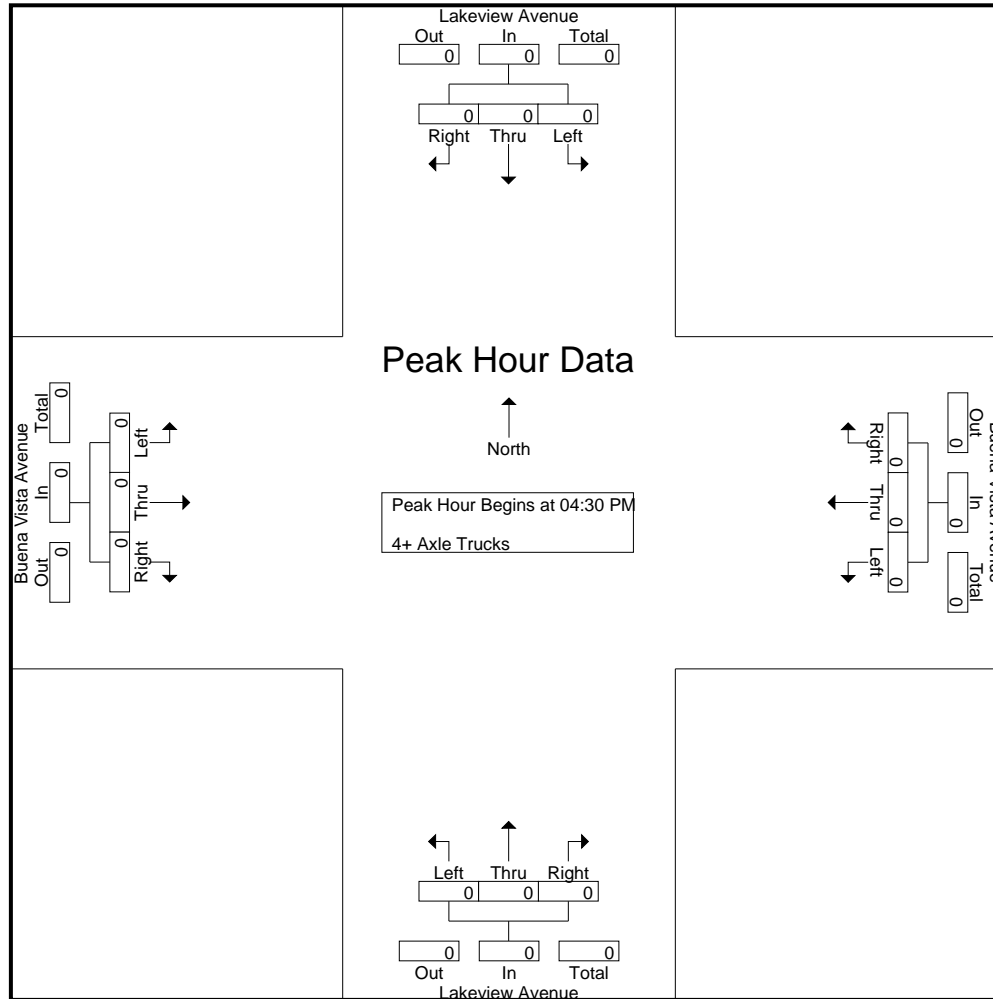 Lakeview Avenue
Out In Total
0 0 0
0 0 0
Right Thru Left
Peak Hour Data
North
Peak Hour Begins at 04:30 PM
4+ Axle Trucks
Buena Vista Avenue
Total In Out
0 0 0
0 0 0
Left Thru Right
Out In Total
0 0 0
0 0 0
Right Thru Left
Left Thru Right
0 0 0
0 0 0
Out In Total
Lakeview Avenue